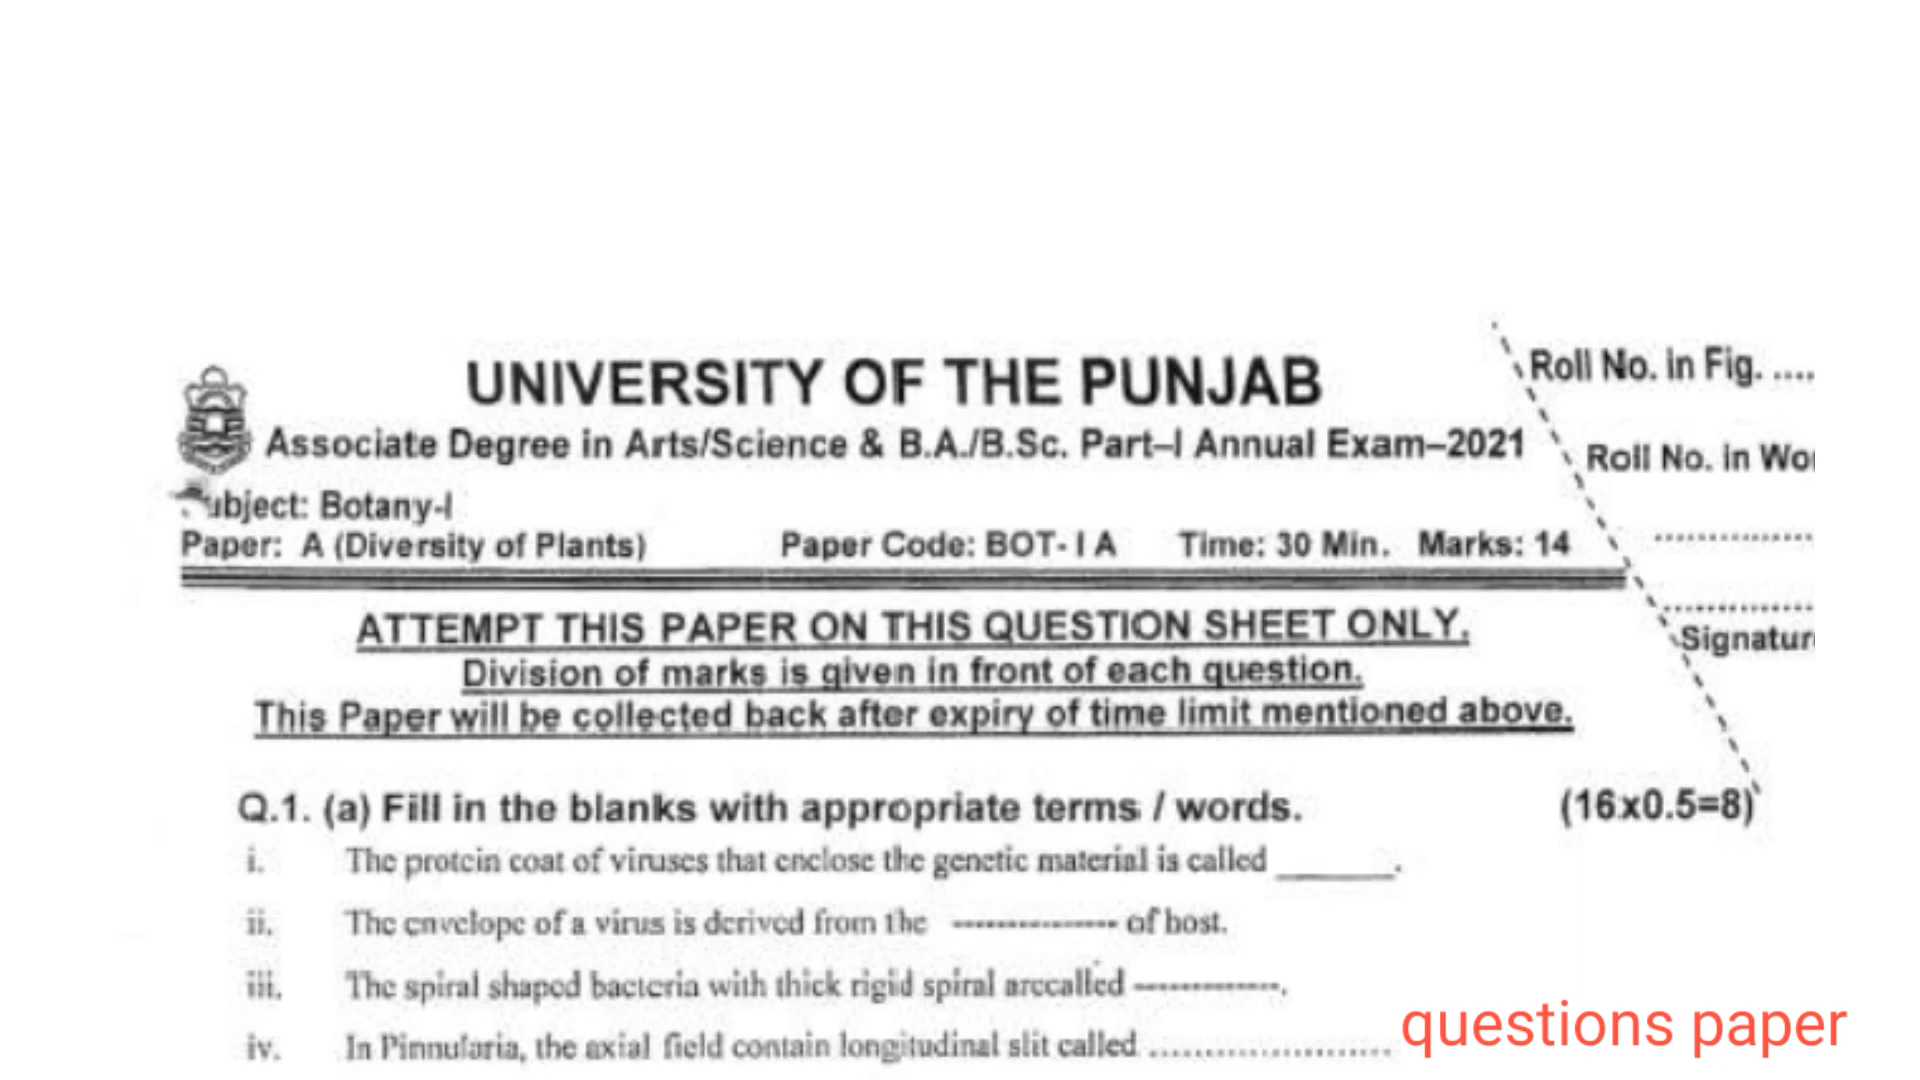 UNIVERSITY OF THE PUNJAB
Roll No. in Fig. ....
Associate Degree in Arts/Science & B.A./B.Sc. Part–I Annual Exam–2021
Roll No. in Wo
ubject: Botany-I
Paper: A (Diversity of Plants) Paper Code: BOT- I A Time: 30 Min. Marks: 14
ATTEMPT THIS PAPER ON THIS QUESTION SHEET ONLY.
Signatur
Division of marks is given in front of each question.
This Paper will be collected back after expiry of time limit mentioned above.
Q.1. (a) Fill in the blanks with appropriate terms / words. (16x0.5=8)
i. The protein coat of viruses that enclose the genetic material is called ______.
ii. The envelope of a virus is derived from the --------------- of host.
iii. The spiral shaped bacteria with thick rigid spiral arecalled -------------.
iv. In Pinnularia, the axial field contain longitudinal slit called ........................
questions paper